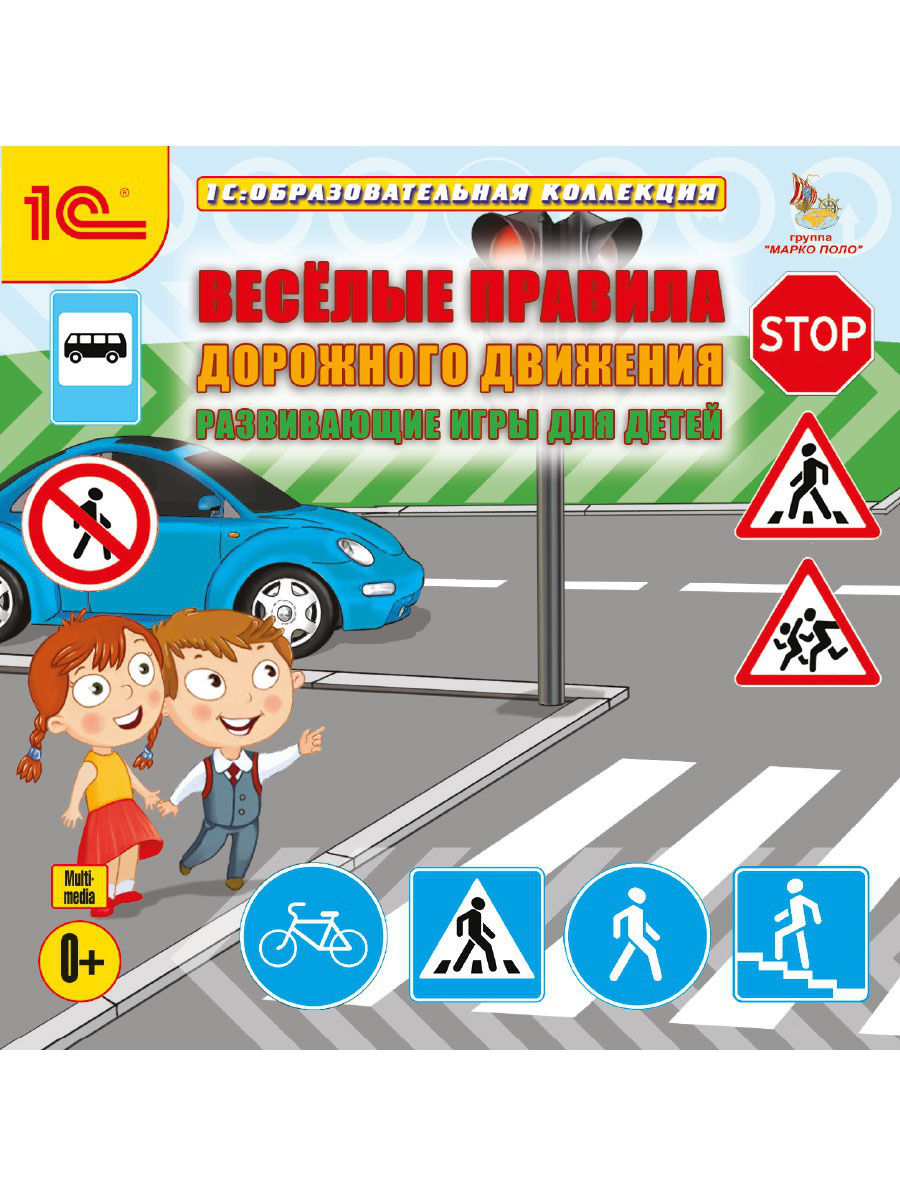 1С®
1С:ОБРАЗОВАТЕЛЬНАЯ КОЛЛЕКЦИЯ
группа
"МАРКО ПОЛО"
ВЕСЁЛЫЕ ПРАВИЛА
ДОРОЖНОГО ДВИЖЕНИЯ
РАЗВИВАЮЩИЕ ИГРЫ ДЛЯ ДЕТЕЙ
STOP
Multi-
media
0+